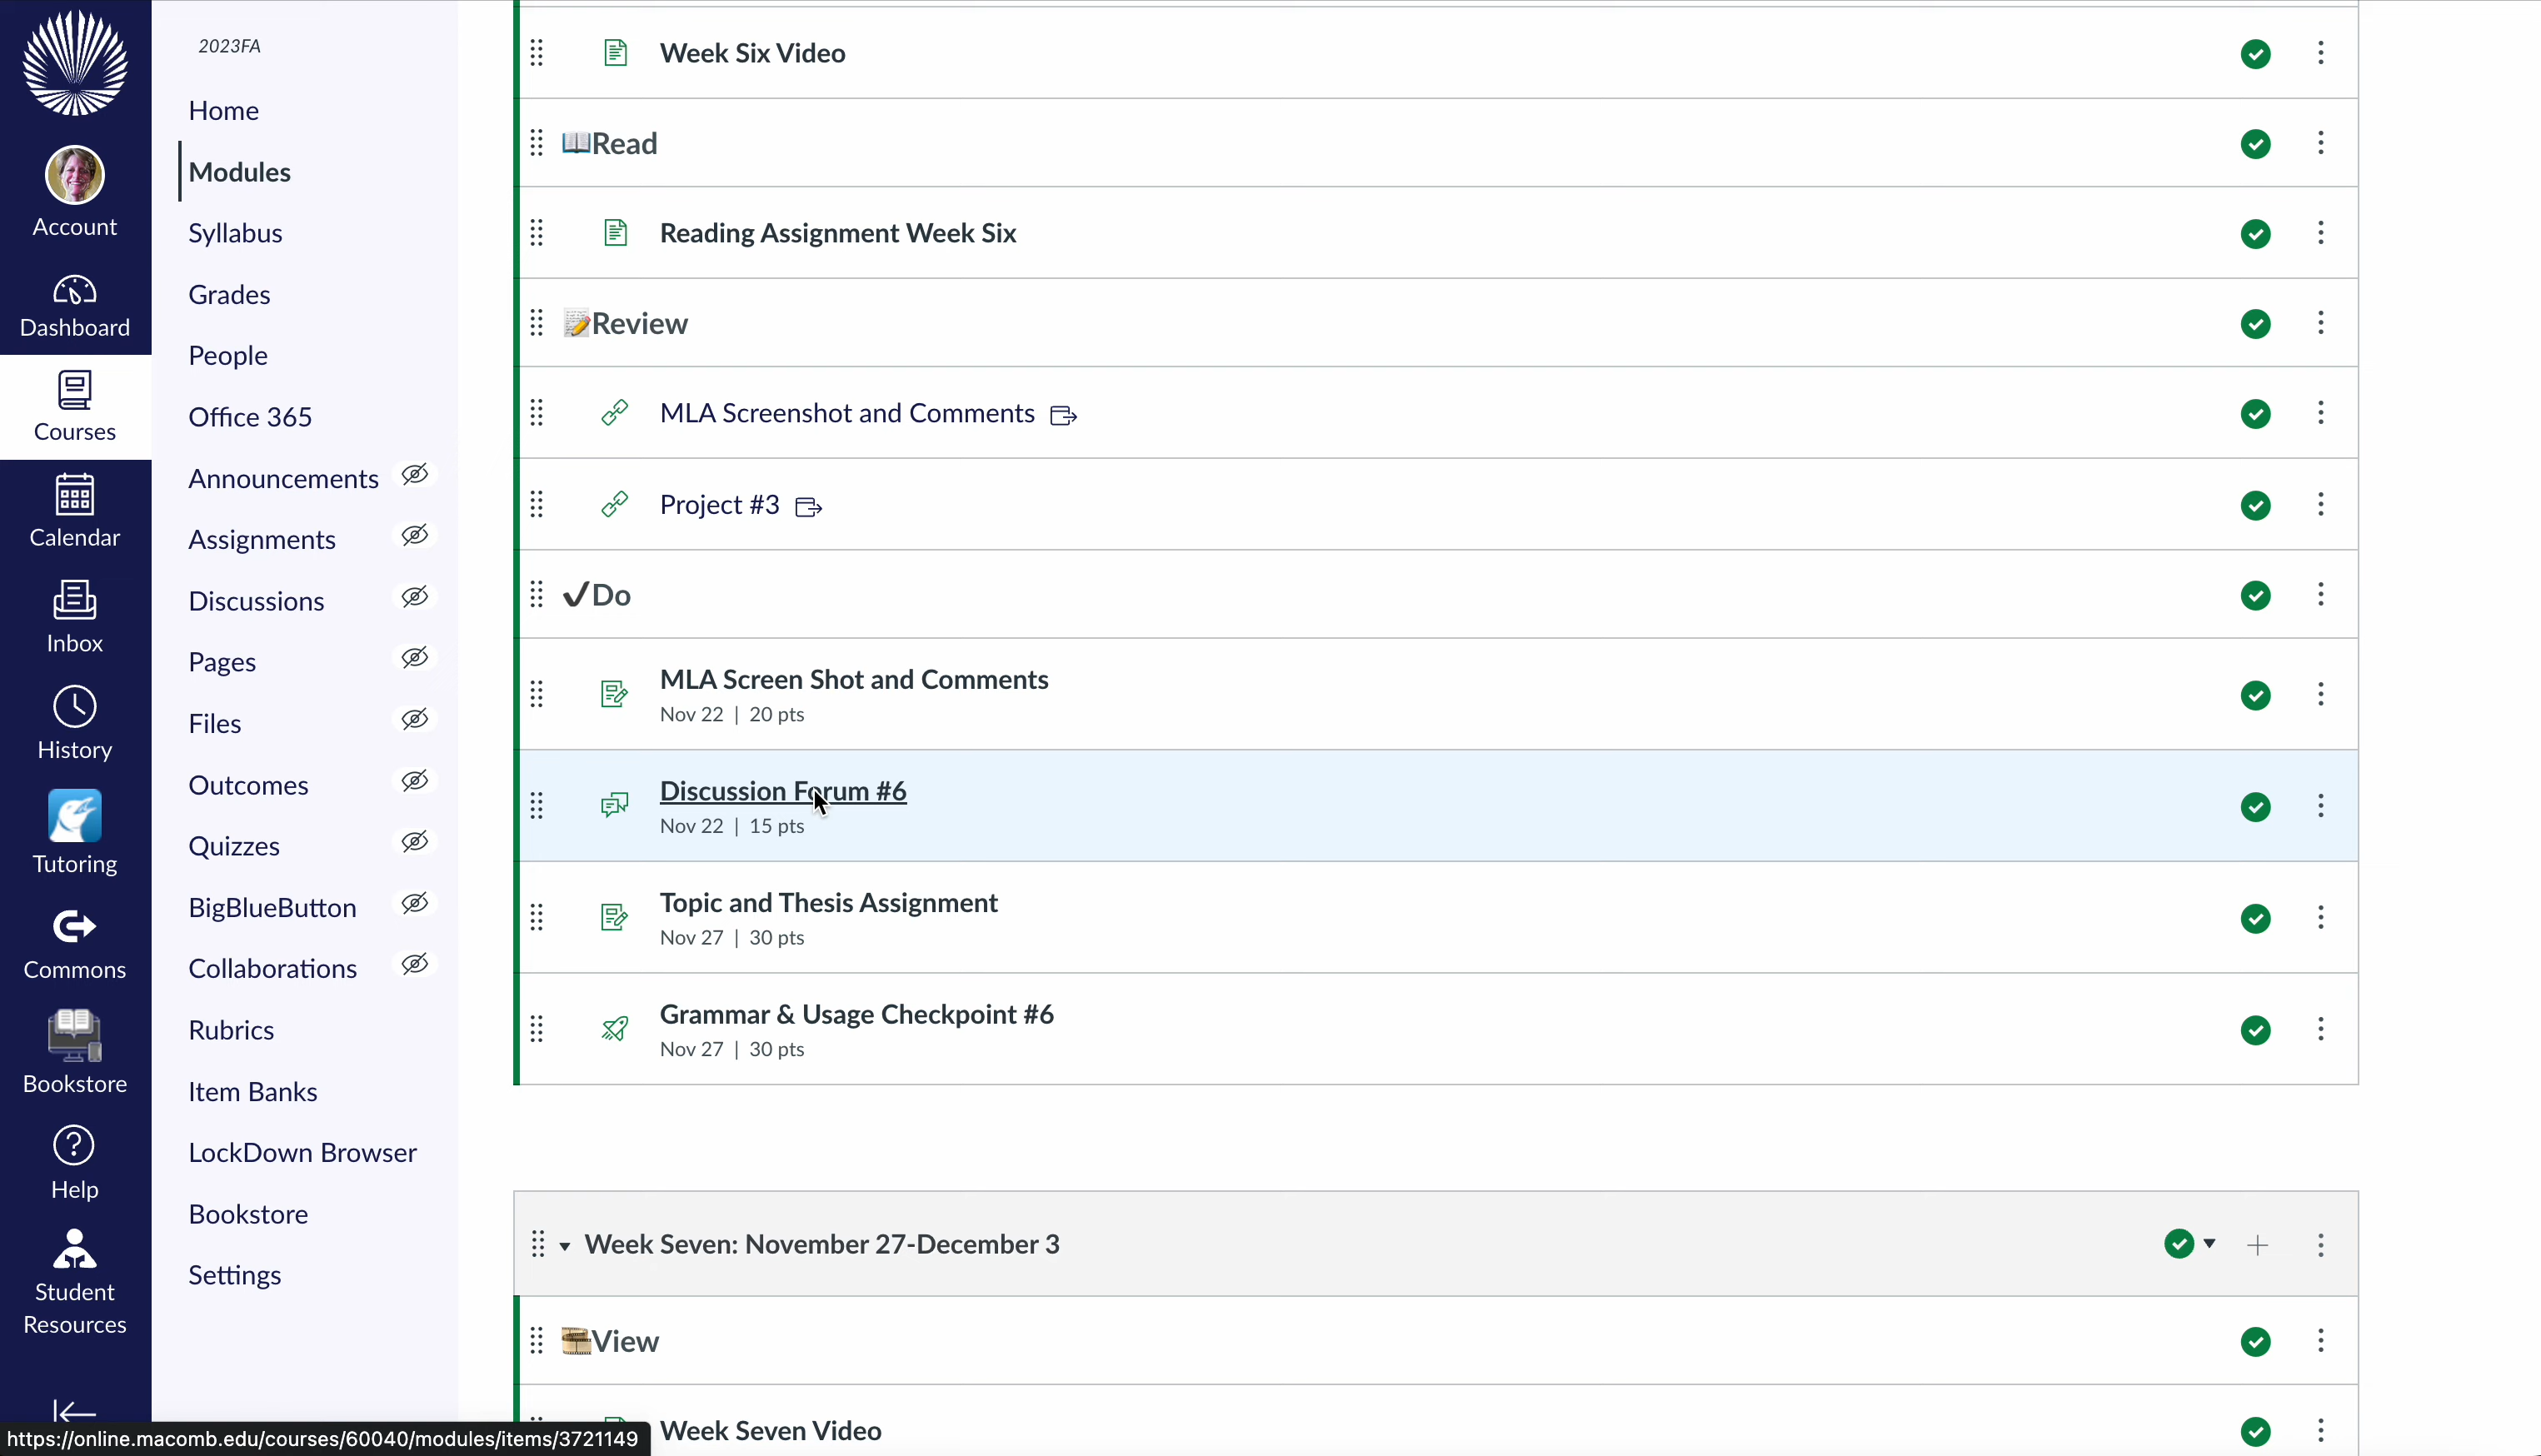 Account
Dashboard
Courses
Calendar
Inbox
History
Tutoring
Commons
Bookstore
Help
Student
Resources
2023FA
Home
Modules
Syllabus
Grades
People
Office 365
Announcements
Assignments
Discussions
Pages
Files
Outcomes
Quizzes
BigBlueButton
Collaborations
Rubrics
Item Banks
LockDown Browser
Bookstore
Settings
Week Six Video
Read
Reading Assignment Week Six
Review
MLA Screenshot and Comments
Project #3
Do
MLA Screen Shot and Comments
Nov 22 | 20 pts
Discussion Forum #6
Nov 22 | 15 pts
Topic and Thesis Assignment
Nov 27 | 30 pts
Grammar & Usage Checkpoint #6
Nov 27 | 30 pts
Week Seven: November 27-December 3
View
Week Seven Video
https://online.macomb.edu/courses/60040/modules/items/3721149